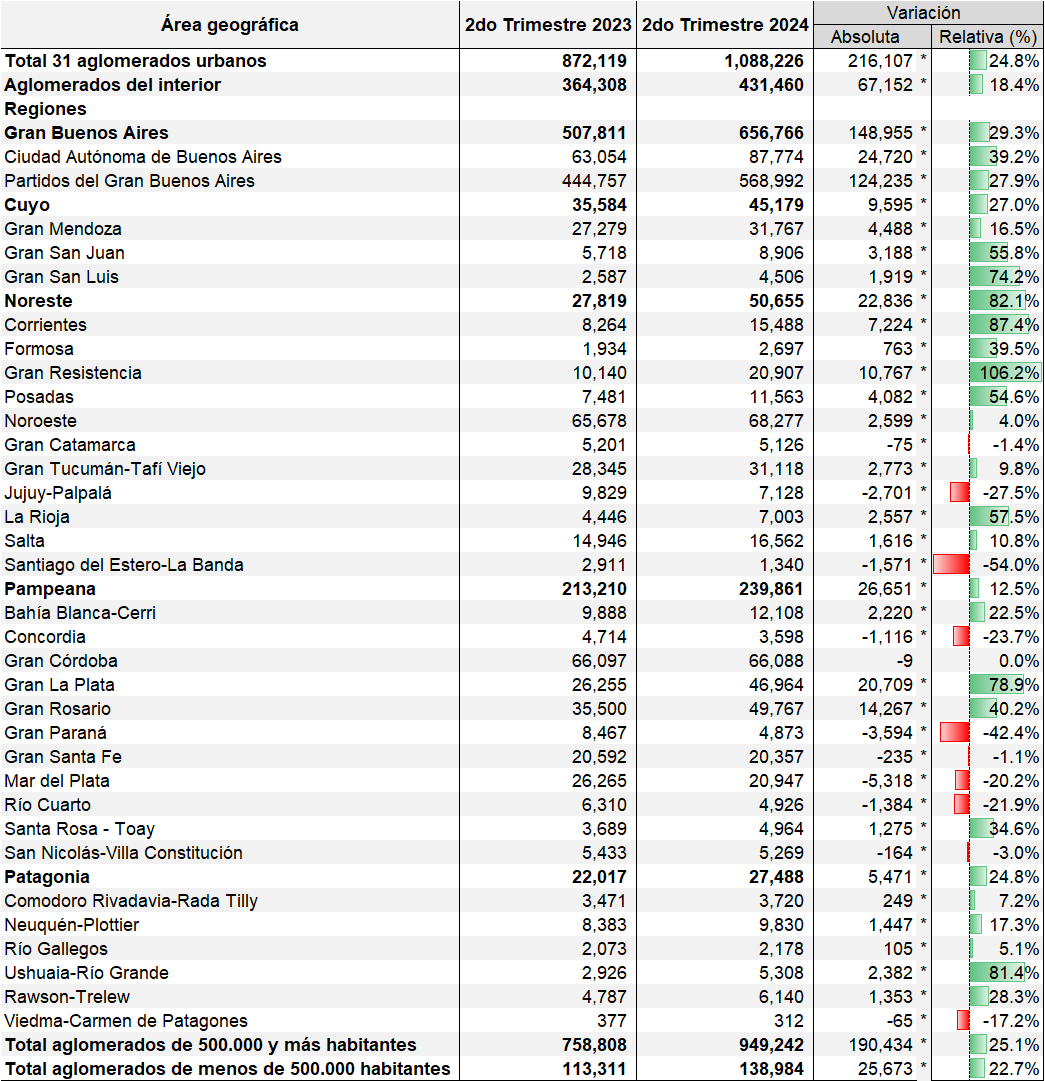 Área geográfica 2do Trimestre 2023 2do Trimestre 2024 Variación
Absoluta Relativa (%)
Total 31 aglomerados urbanos 872,119 1,088,226 216,107 * 24.8%
Aglomerados del interior 364,308 431,460 67,152 * 18.4%
Regiones
Gran Buenos Aires 507,811 656,766 148,955 * 29.3%
Ciudad Autónoma de Buenos Aires 63,054 87,774 24,720 * 39.2%
Partidos del Gran Buenos Aires 444,757 568,992 124,235 * 27.9%
Cuyo 35,584 45,179 9,595 * 27.0%
Gran Mendoza 27,279 31,767 4,488 * 16.5%
Gran San Juan 5,718 8,906 3,188 * 55.8%
Gran San Luis 2,587 4,506 1,919 * 74.2%
Noreste 27,819 50,655 22,836 * 82.1%
Corrientes 8,264 15,488 7,224 * 87.4%
Formosa 1,934 2,697 763 * 39.5%
Gran Resistencia 10,140 20,907 10,767 * 106.2%
Posadas 7,481 11,563 4,082 * 54.6%
Noroeste 65,678 68,277 2,599 * 4.0%
Gran Catamarca 5,201 5,126 -75 * -1.4%
Gran Tucumán-Tafí Viejo 28,345 31,118 2,773 * 9.8%
Jujuy-Palpalá 9,829 7,128 -2,701 * -27.5%
La Rioja 4,446 7,003 2,557 * 57.5%
Salta 14,946 16,562 1,616 * 10.8%
Santiago del Estero-La Banda 2,911 1,340 -1,571 * -54.0%
Pampeana 213,210 239,861 26,651 * 12.5%
Bahía Blanca-Cerri 9,888 12,108 2,220 * 22.5%
Concordia 4,714 3,598 -1,116 * -23.7%
Gran Córdoba 66,097 66,088 -9 0.0%
Gran La Plata 26,255 46,964 20,709 * 78.9%
Gran Rosario 35,500 49,767 14,267 * 40.2%
Gran Paraná 8,467 4,873 -3,594 * -42.4%
Gran Santa Fe 20,592 20,357 -235 * -1.1%
Mar del Plata 26,265 20,947 -5,318 * -20.2%
Río Cuarto 6,310 4,926 -1,384 * -21.9%
Santa Rosa - Toay 3,689 4,964 1,275 * 34.6%
San Nicolás-Villa Constitución 5,433 5,269 -164 * -3.0%
Patagonia 22,017 27,488 5,471 * 24.8%
Comodoro Rivadavia-Rada Tilly 3,471 3,720 249 * 7.2%
Neuquén-Plottier 8,383 9,830 1,447 * 17.3%
Río Gallegos 2,073 2,178 105 * 5.1%
Ushuaia-Río Grande 2,926 5,308 2,382 * 81.4%
Rawson-Trelew 4,787 6,140 1,353 * 28.3%
Viedma-Carmen de Patagones 377 312 -65 * -17.2%
Total aglomerados de 500.000 y más habitantes 758,808 949,242 190,434 * 25.1%
Total aglomerados de menos de 500.000 habitantes 113,311 138,984 25,673 * 22.7%